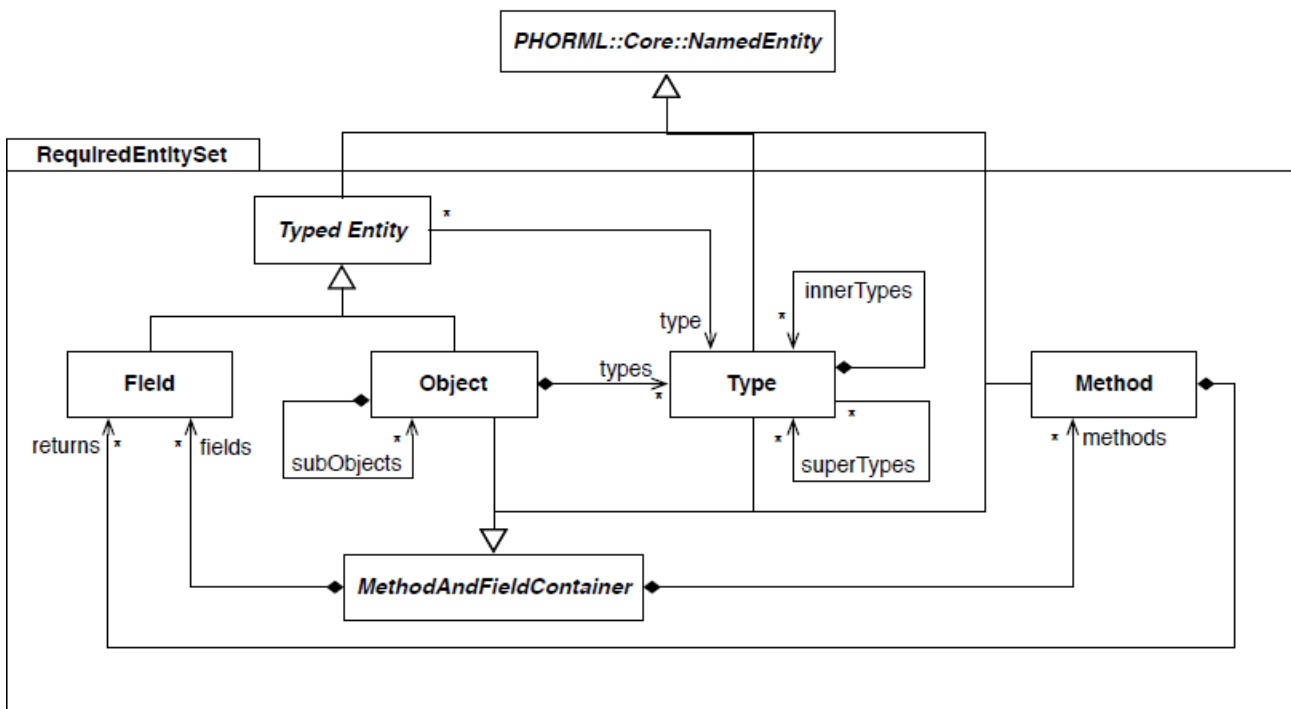 PHORML::Core::NamedEntity
RequiredEntitySet
Typed Entity
*
innerTypes
*
type
Field
Object
types
*
Type
Method
*
returns
*
*
fields
*
subObjects
*
superTypes
*
methods
MethodAndFieldContainer